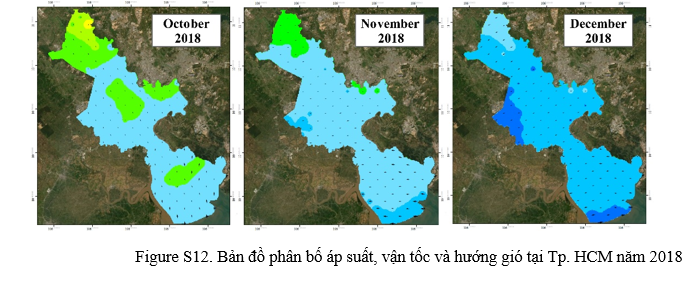 October
2018
November
2018
December
2018
Figure S12. Bản đồ phân bố áp suất, vận tốc và hướng gió tại Tp. HCM năm 2018